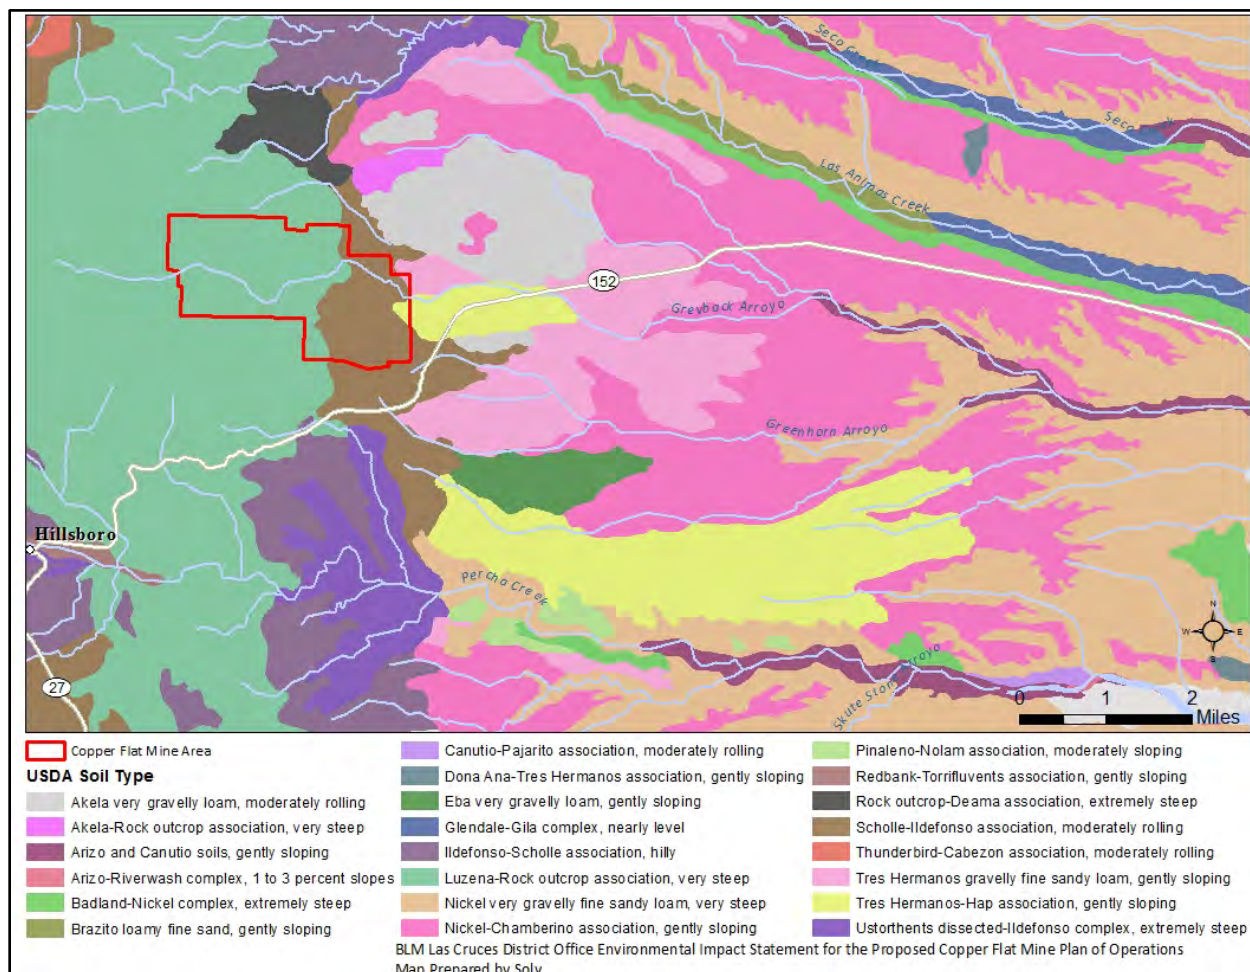 Seco Creek
Seco
Las Animas Creek
152
Greyback Arroyo
Greenhorn Arroyo
Hillsboro
Percha Creek
N
W E
S
27
Skute Stone Arroyo
0 1 2
Miles
Copper Flat Mine Area
USDA Soil Type
Akela very gravelly loam, moderately rolling
Akela-Rock outcrop association, very steep
Arizo and Canutio soils, gently sloping
Arizo-Riverwash complex, 1 to 3 percent slopes
Badland-Nickel complex, extremely steep
Brazito loamy fine sand, gently sloping
Canutio-Pajarito association, moderately rolling
Dona Ana-Tres Hermanos association, gently sloping
Eba very gravelly loam, gently sloping
Glendale-Gila complex, nearly level
Ildefonso-Scholle association, hilly
Luzena-Rock outcrop association, very steep
Nickel very gravelly fine sandy loam, very steep
Nickel-Chamberino association, gently sloping
Pinaleno-Nolam association, moderately sloping
Redbank-Torrifluvents association, gently sloping
Rock outcrop-Deama association, extremely steep
Scholle-Ildefonso association, moderately rolling
Thunderbird-Cabezon association, moderately rolling
Tres Hermanos gravelly fine sandy loam, gently sloping
Tres Hermanos-Hap association, gently sloping
Ustorthents dissected-Ildefonso complex, extremely steep
BLM Las Cruces District Office Environmental Impact Statement for the Proposed Copper Flat Mine Plan of Operations
Map Prepared by Solv